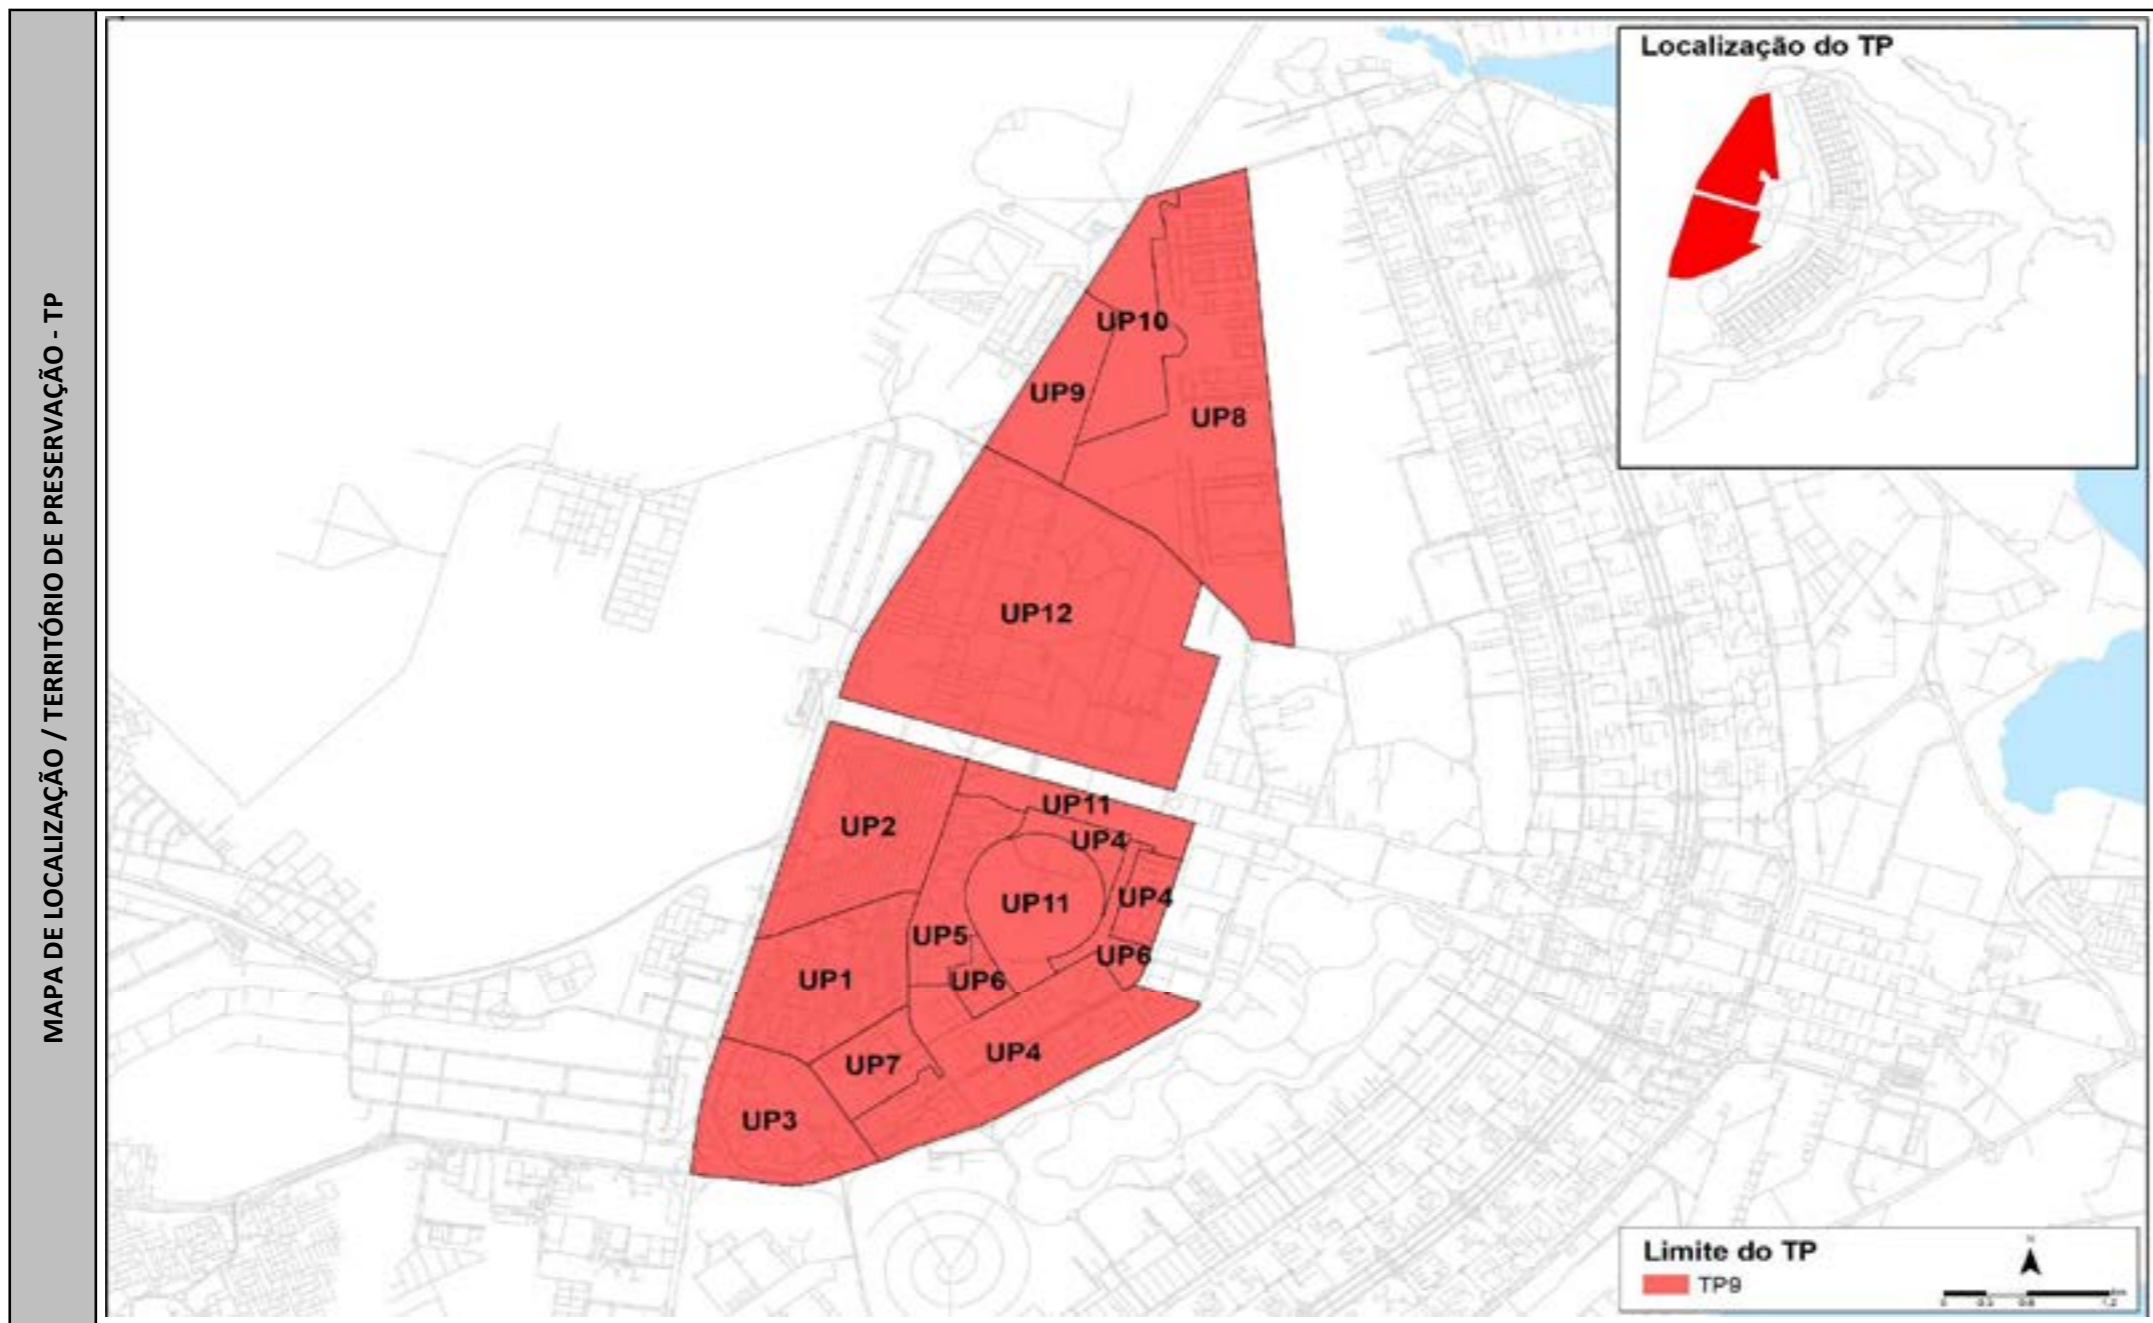 MAPA DE LOCALIZAÇÃO / TERRITÓRIO DE PRESERVAÇÃO - TP
Localização do TP
UP10
UP9
UP8
UP12
UP11
UP2
UP4
UP4
UP11
UP5
UP6
UP6
UP1
UP4
UP7
UP3
Limite do TP
TP9